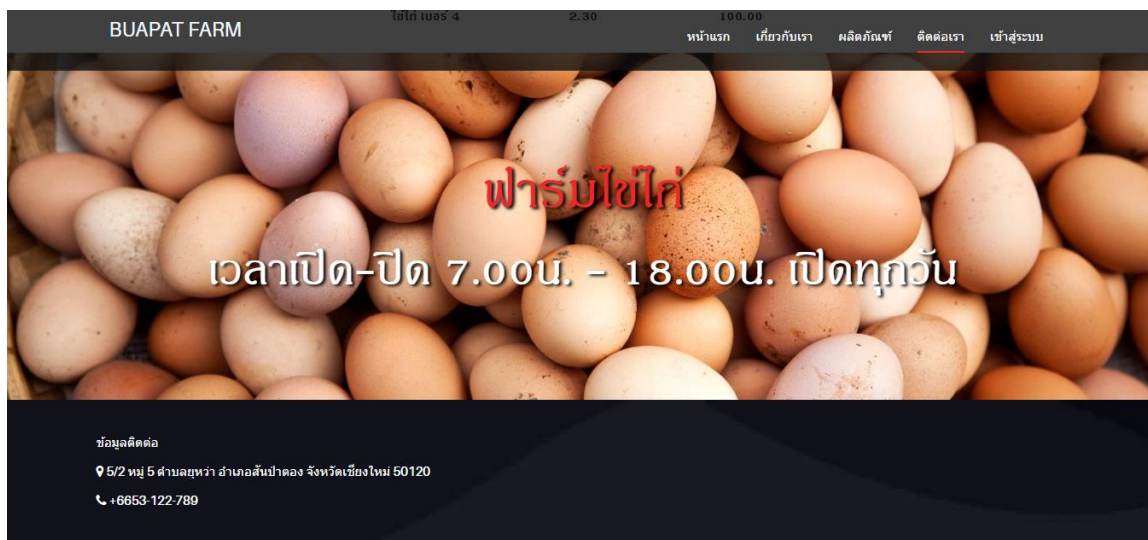 ไข่ไก่ เบอร์ 4 2.30 100.00
BUAPAT FARM
หน้าแรก เกี่ยวกับเรา ผลิตภัณฑ์ ติดต่อเรา เข้าสู่ระบบ
ฟาร์มไข่ไก่
เวลาเปิด-ปิด 7.00น. - 18.00น. เปิดทุกวัน
ข้อมูลติดต่อ
5/2 หมู่ 5 ตำบลยุหว่า อำเภอสันป่าตอง จังหวัดเชียงใหม่ 50120
+6653-122-789